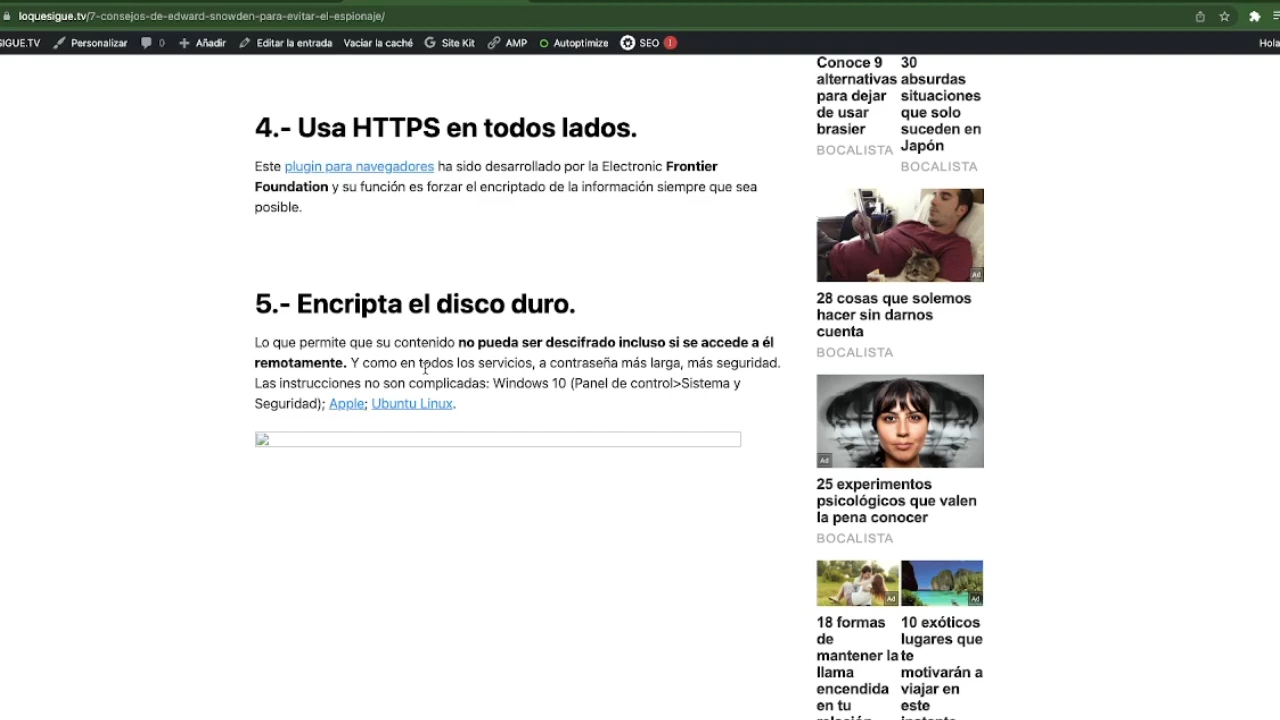 loquesigue.tv/7-consejos-de-edward-snowden-para-evitar-el-espionaje/
SIGUE.TV Personalizar 0 Añadir Editar la entrada Vaciar la caché Site Kit AMP Autoptimize SEO 1 Hola
4.- Usa HTTPS en todos lados.
Este plugin para navegadores ha sido desarrollado por la Electronic Frontier
Foundation y su función es forzar el encriptado de la información siempre que sea
posible.
5.- Encripta el disco duro.
Lo que permite que su contenido no pueda ser descifrado incluso si se accede a él
remotamente. Y como en todos los servicios, a contraseña más larga, más seguridad.
Las instrucciones no son complicadas: Windows 10 (Panel de control>Sistema y
Seguridad); Apple; Ubuntu Linux.
Conoce 9
alternativas
para dejar
de usar
brasier
BOCALISTA
30
absurdas
situaciones
que solo
suceden en
Japón
BOCALISTA
Ad
28 cosas que solemos
hacer sin darnos
cuenta
BOCALISTA
Ad
25 experimentos
psicológicos que valen
la pena conocer
BOCALISTA
Ad
18 formas
de
mantener la
llama
encendida
en tu
relación
Ad
10 exóticos
lugares que
te
motivarán a
viajar en
este
instante